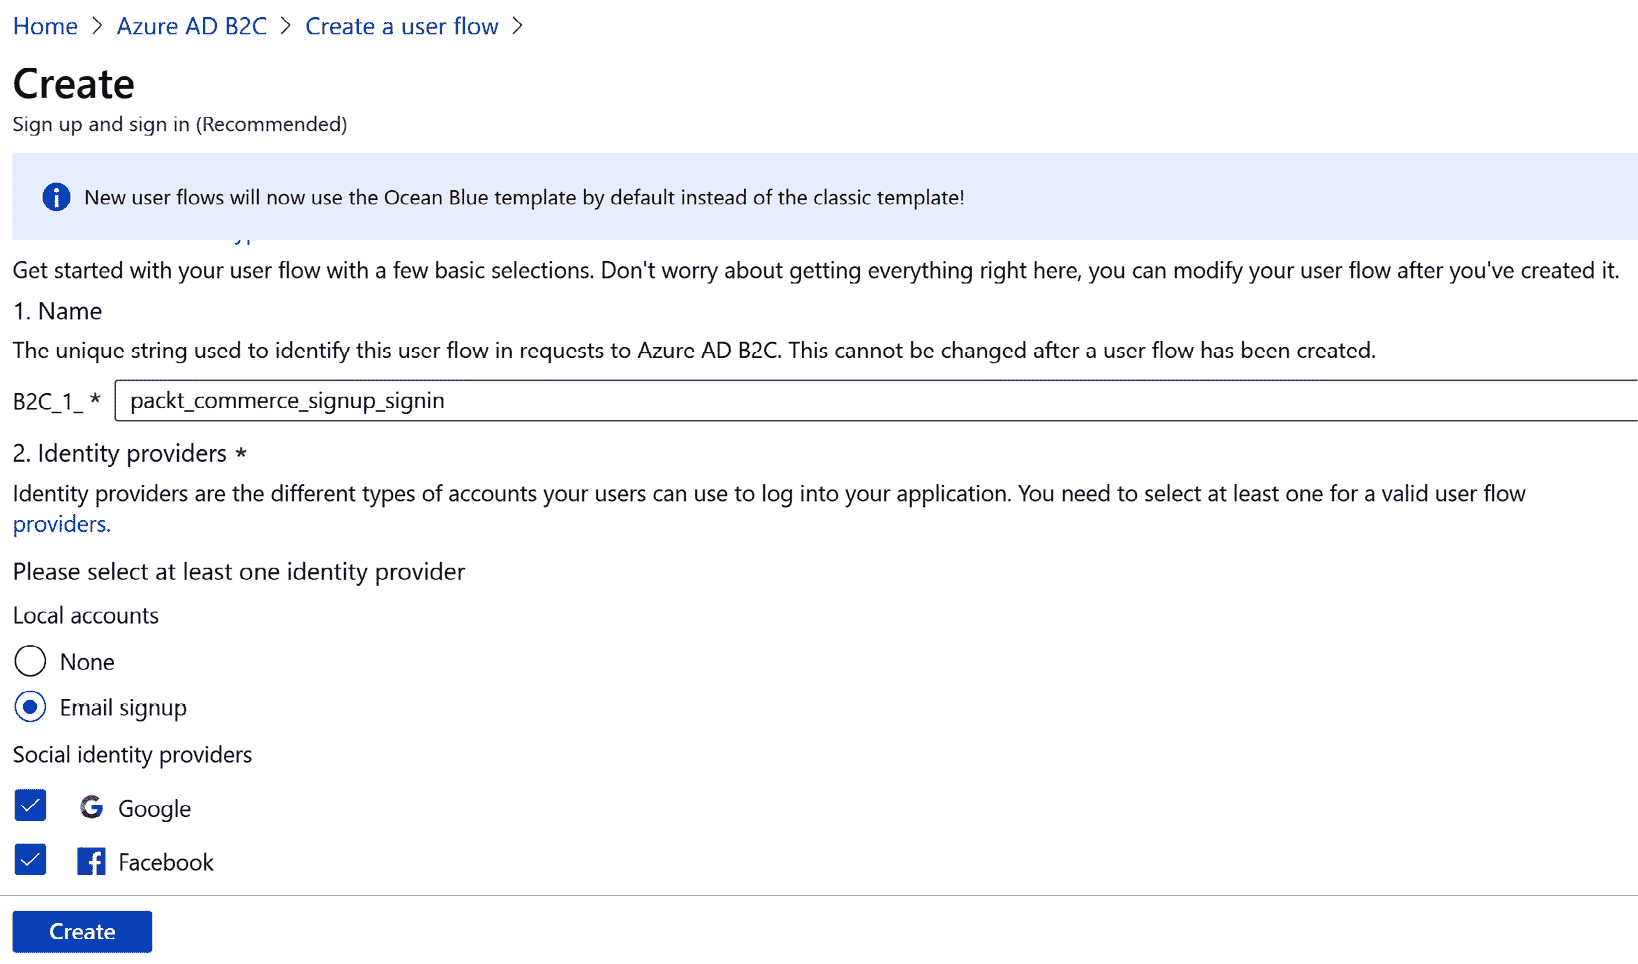 Home > Azure AD B2C > Create a user flow >
Create
Sign up and sign in (Recommended)
New user flows will now use the Ocean Blue template by default instead of the classic template!
Get started with your user flow with a few basic selections. Don't worry about getting everything right here, you can modify your user flow after you've created it.
1. Name
The unique string used to identify this user flow in requests to Azure AD B2C. This cannot be changed after a user flow has been created.
B2C_1_ * packt_commerce_signup_signin
2. Identity providers *
Identity providers are the different types of accounts your users can use to log into your application. You need to select at least one for a valid user flow
providers.
Please select at least one identity provider
Local accounts
None
Email signup
Social identity providers
Google
Facebook
Create